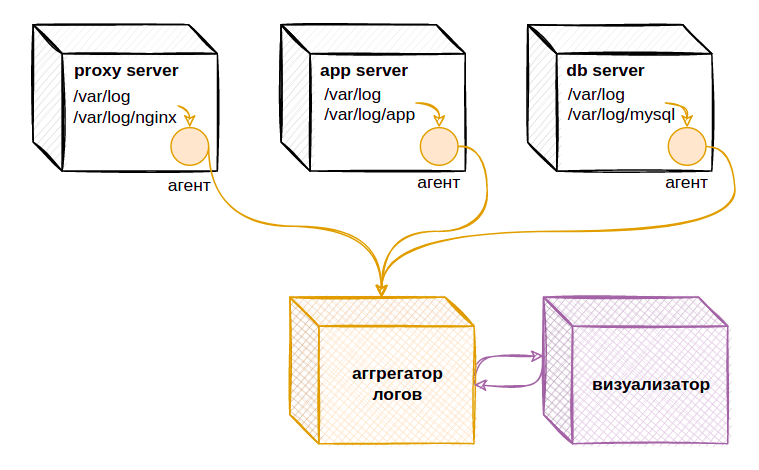 proxy server
/var/log
/var/log/nginx
агент
app server
/var/log
/var/log/app
агент
db server
/var/log
/var/log/mysql
агент
аггрегатор
логов
визуализатор